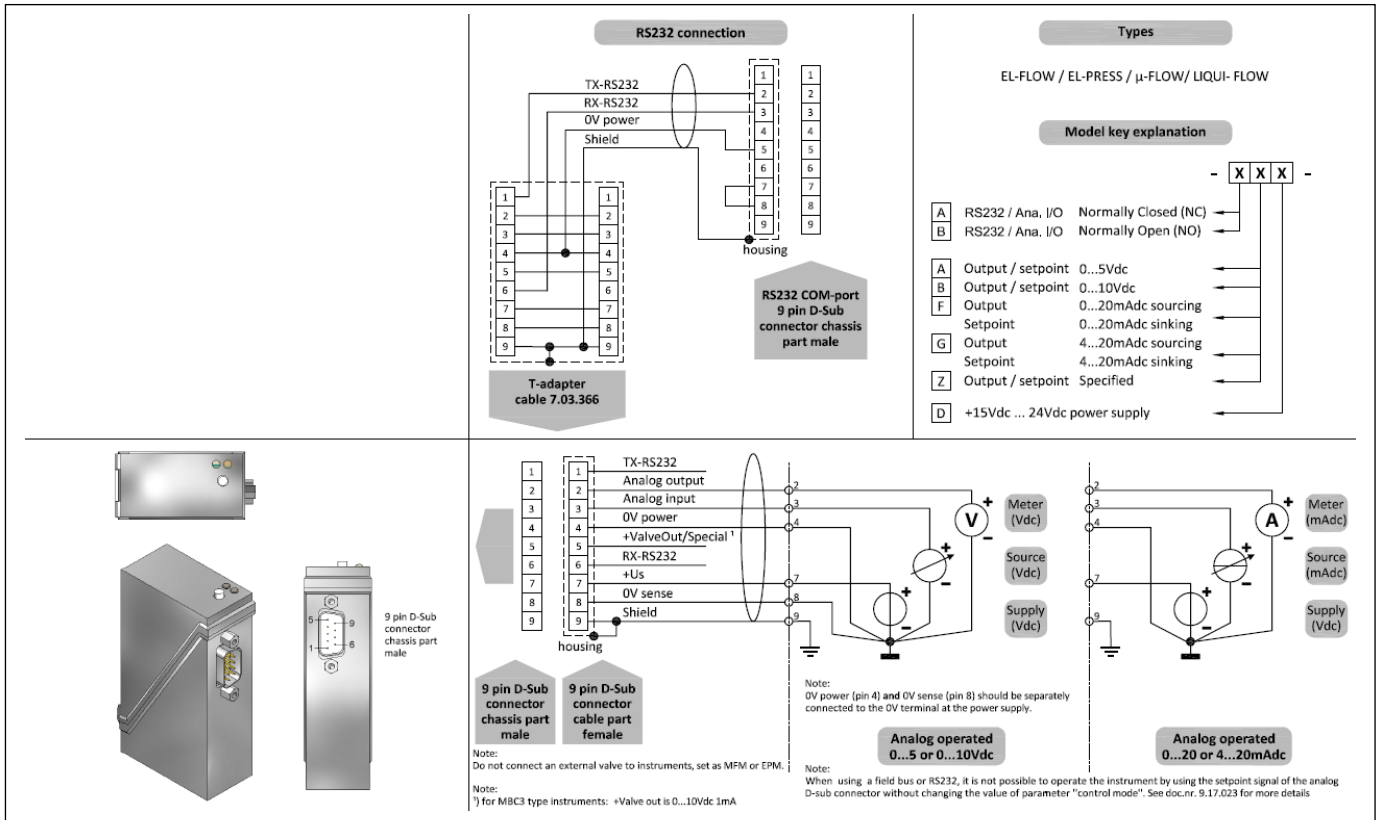 RS232 connection
TX-RS232
RX-RS232
0V power
Shield
1
2
3
4
5
6
7
8
9
1
2
3
4
5
6
7
8
9
1
2
3
4
5
6
7
8
9
1
2
3
4
5
6
7
8
9
housing
RS232 COM-port
9 pin D-Sub
connector chassis
part male
T-adapter
cable 7.03.366
Types
EL-FLOW / EL-PRESS / µ-FLOW/ LIQUI- FLOW
Model key explanation
- X X X -
A RS232 / Ana. I/O Normally Closed (NC)
B RS232 / Ana. I/O Normally Open (NO)
A Output / setpoint 0...5Vdc
B Output / setpoint 0...10Vdc
F Output 0...20mAdc sourcing
Setpoint 0...20mAdc sinking
G Output 4...20mAdc sourcing
Setpoint 4...20mAdc sinking
Z Output / setpoint Specified
D +15Vdc ... 24Vdc power supply
5
9
1
6
9 pin D-Sub
connector
chassis part
male
1
2
3
4
5
6
7
8
9
1
2
3
4
5
6
7
8
9
TX-RS232
Analog output
Analog input
0V power
+ValveOut/Special ¹
RX-RS232
+Us
0V sense
Shield
housing
9 pin D-Sub
connector
chassis part
male
9 pin D-Sub
connector
cable part
female
Note:
Do not connect an external valve to instruments, set as MFM or EPM.
Note:
¹) for MBC3 type instruments: +Valve out is 0...10Vdc 1mA
2
3
4
7
8
9
V
+
-
+
-
+
-
Meter
(Vdc)
Source
(Vdc)
Supply
(Vdc)
Note:
0V power (pin 4) and 0V sense (pin 8) should be separately
connected to the 0V terminal at the power supply.
Analog operated
0...5 or 0...10Vdc
2
3
4
7
9
A
+
-
+
-
+
-
Meter
(mAdc)
Source
(mAdc)
Supply
(Vdc)
Analog operated
0...20 or 4...20mAdc
Note:
When using a field bus or RS232, it is not possible to operate the instrument by using the setpoint signal of the analog
D-sub connector without changing the value of parameter "control mode". See doc.nr. 9.17.023 for more details